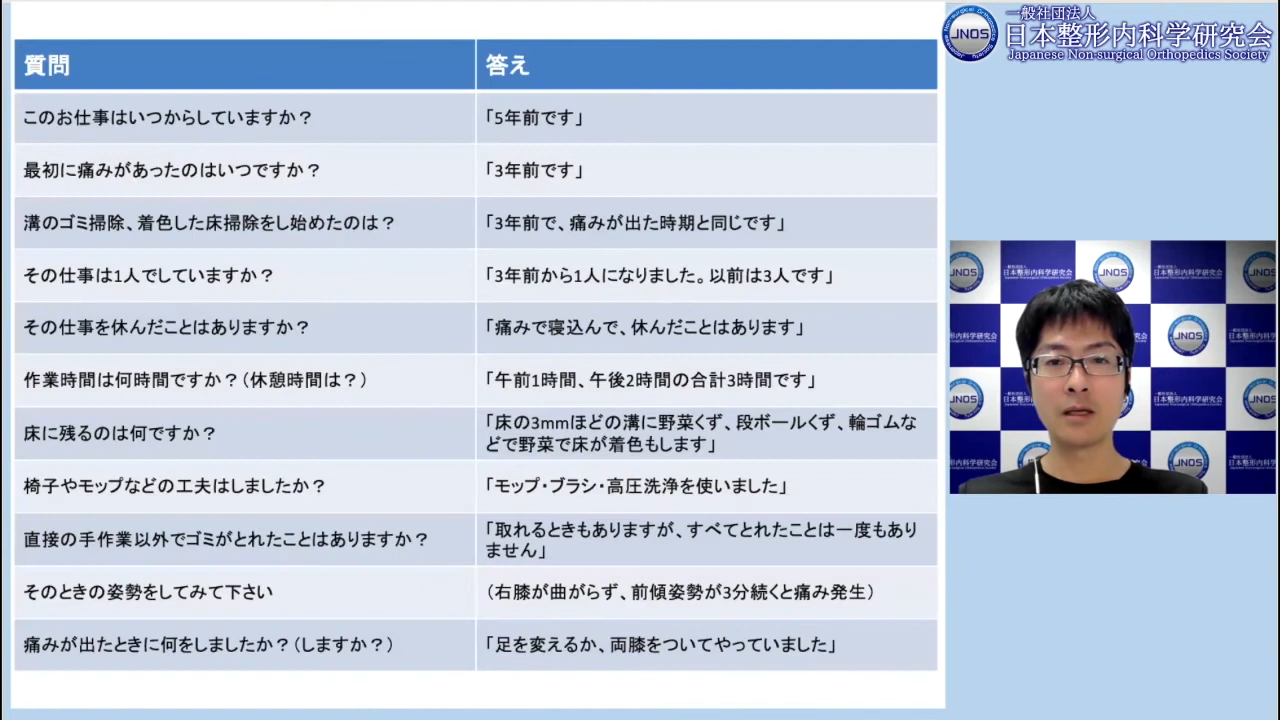 一般社団法人
日本整形内科学研究会
Japanese Non-surgical Orthopedics Society
JNOS
質問
答え
このお仕事はいつからしていますか？
「5年前です」
最初に痛みがあったのはいつですか？
「3年前です」
溝のゴミ掃除、着色した床掃除をし始めたのは？
「3年前で、痛みが出た時期と同じです」
その仕事は1人でしていますか？
「3年前から1人になりました。以前は3人です」
その仕事を休んだことはありますか？
「痛みで寝込んで、休んだことはあります」
作業時間は何時間ですか？（休憩時間は？）
「午前1時間、午後2時間の合計3時間です」
床に残るのは何ですか？
「床の3mmほどの溝に野菜くず、段ボールくず、輪ゴムな
どで野菜で床が着色もします」
椅子やモップなどの工夫はしましたか？
「モップ・ブラシ・高圧洗浄を使いました」
直接の手作業以外でゴミがとれたことはありますか？
「取れるときもありますが、すべてとれたことは一度もあり
ません」
そのときの姿勢をしてみて下さい
（右膝が曲がらず、前傾姿勢が3分続くと痛み発生）
痛みが出たときに何をしましたか？（しますか？）
「足を変えるか、両膝をついてやっていました」